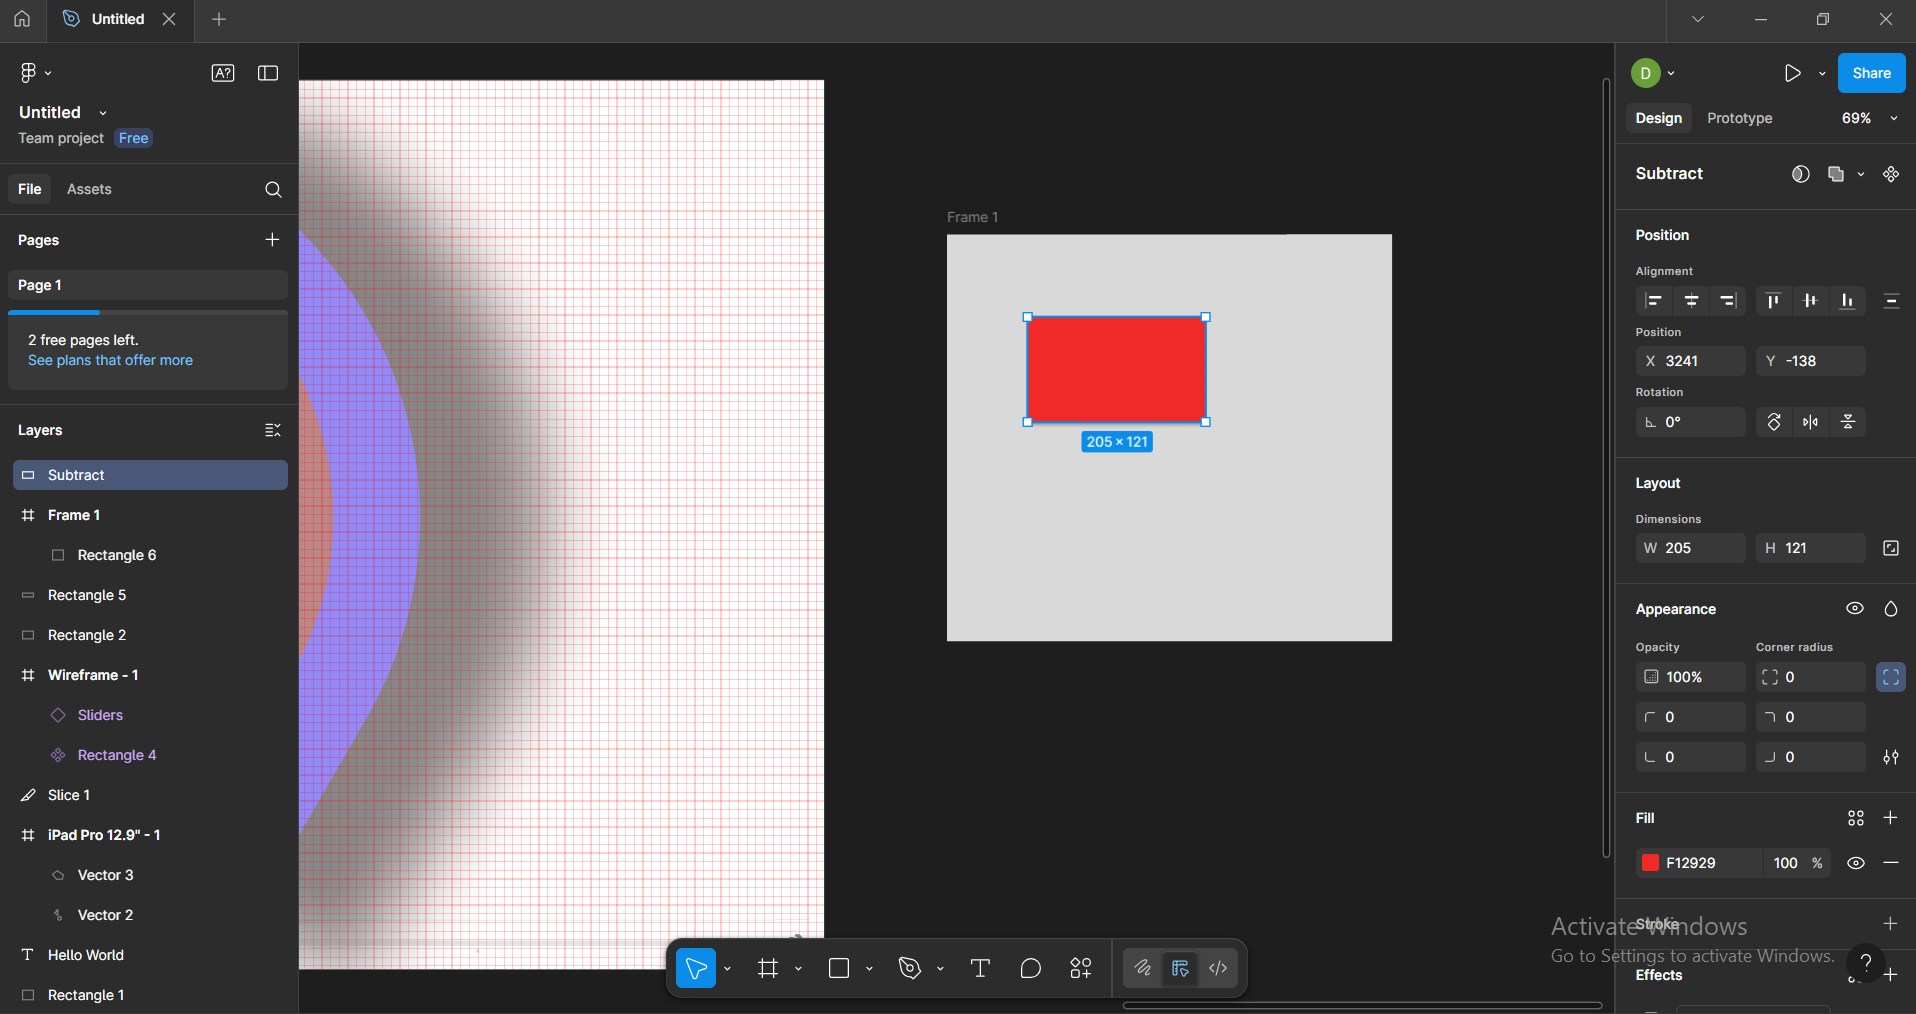 Untitled
A?
Untitled
Team project Free
File Assets
Pages
Page 1
2 free pages left.
See plans that offer more
Layers
Subtract
Frame 1
Rectangle 6
Rectangle 5
Rectangle 2
Wireframe - 1
Sliders
Rectangle 4
Slice 1
iPad Pro 12.9" - 1
Vector 3
Vector 2
Hello World
Rectangle 1
Frame 1
205 × 121
D
Share
Design Prototype 69%
Subtract
Position
Alignment
Position
X 3241 Y -138
Rotation
0°
Layout
Dimensions
W 205 H 121
Appearance
Opacity Corner radius
100% 0
0 0
0 0
Fill
F12929 100 %
Stroke
Effects
Activate Windows
Go to Settings to activate Windows.
?